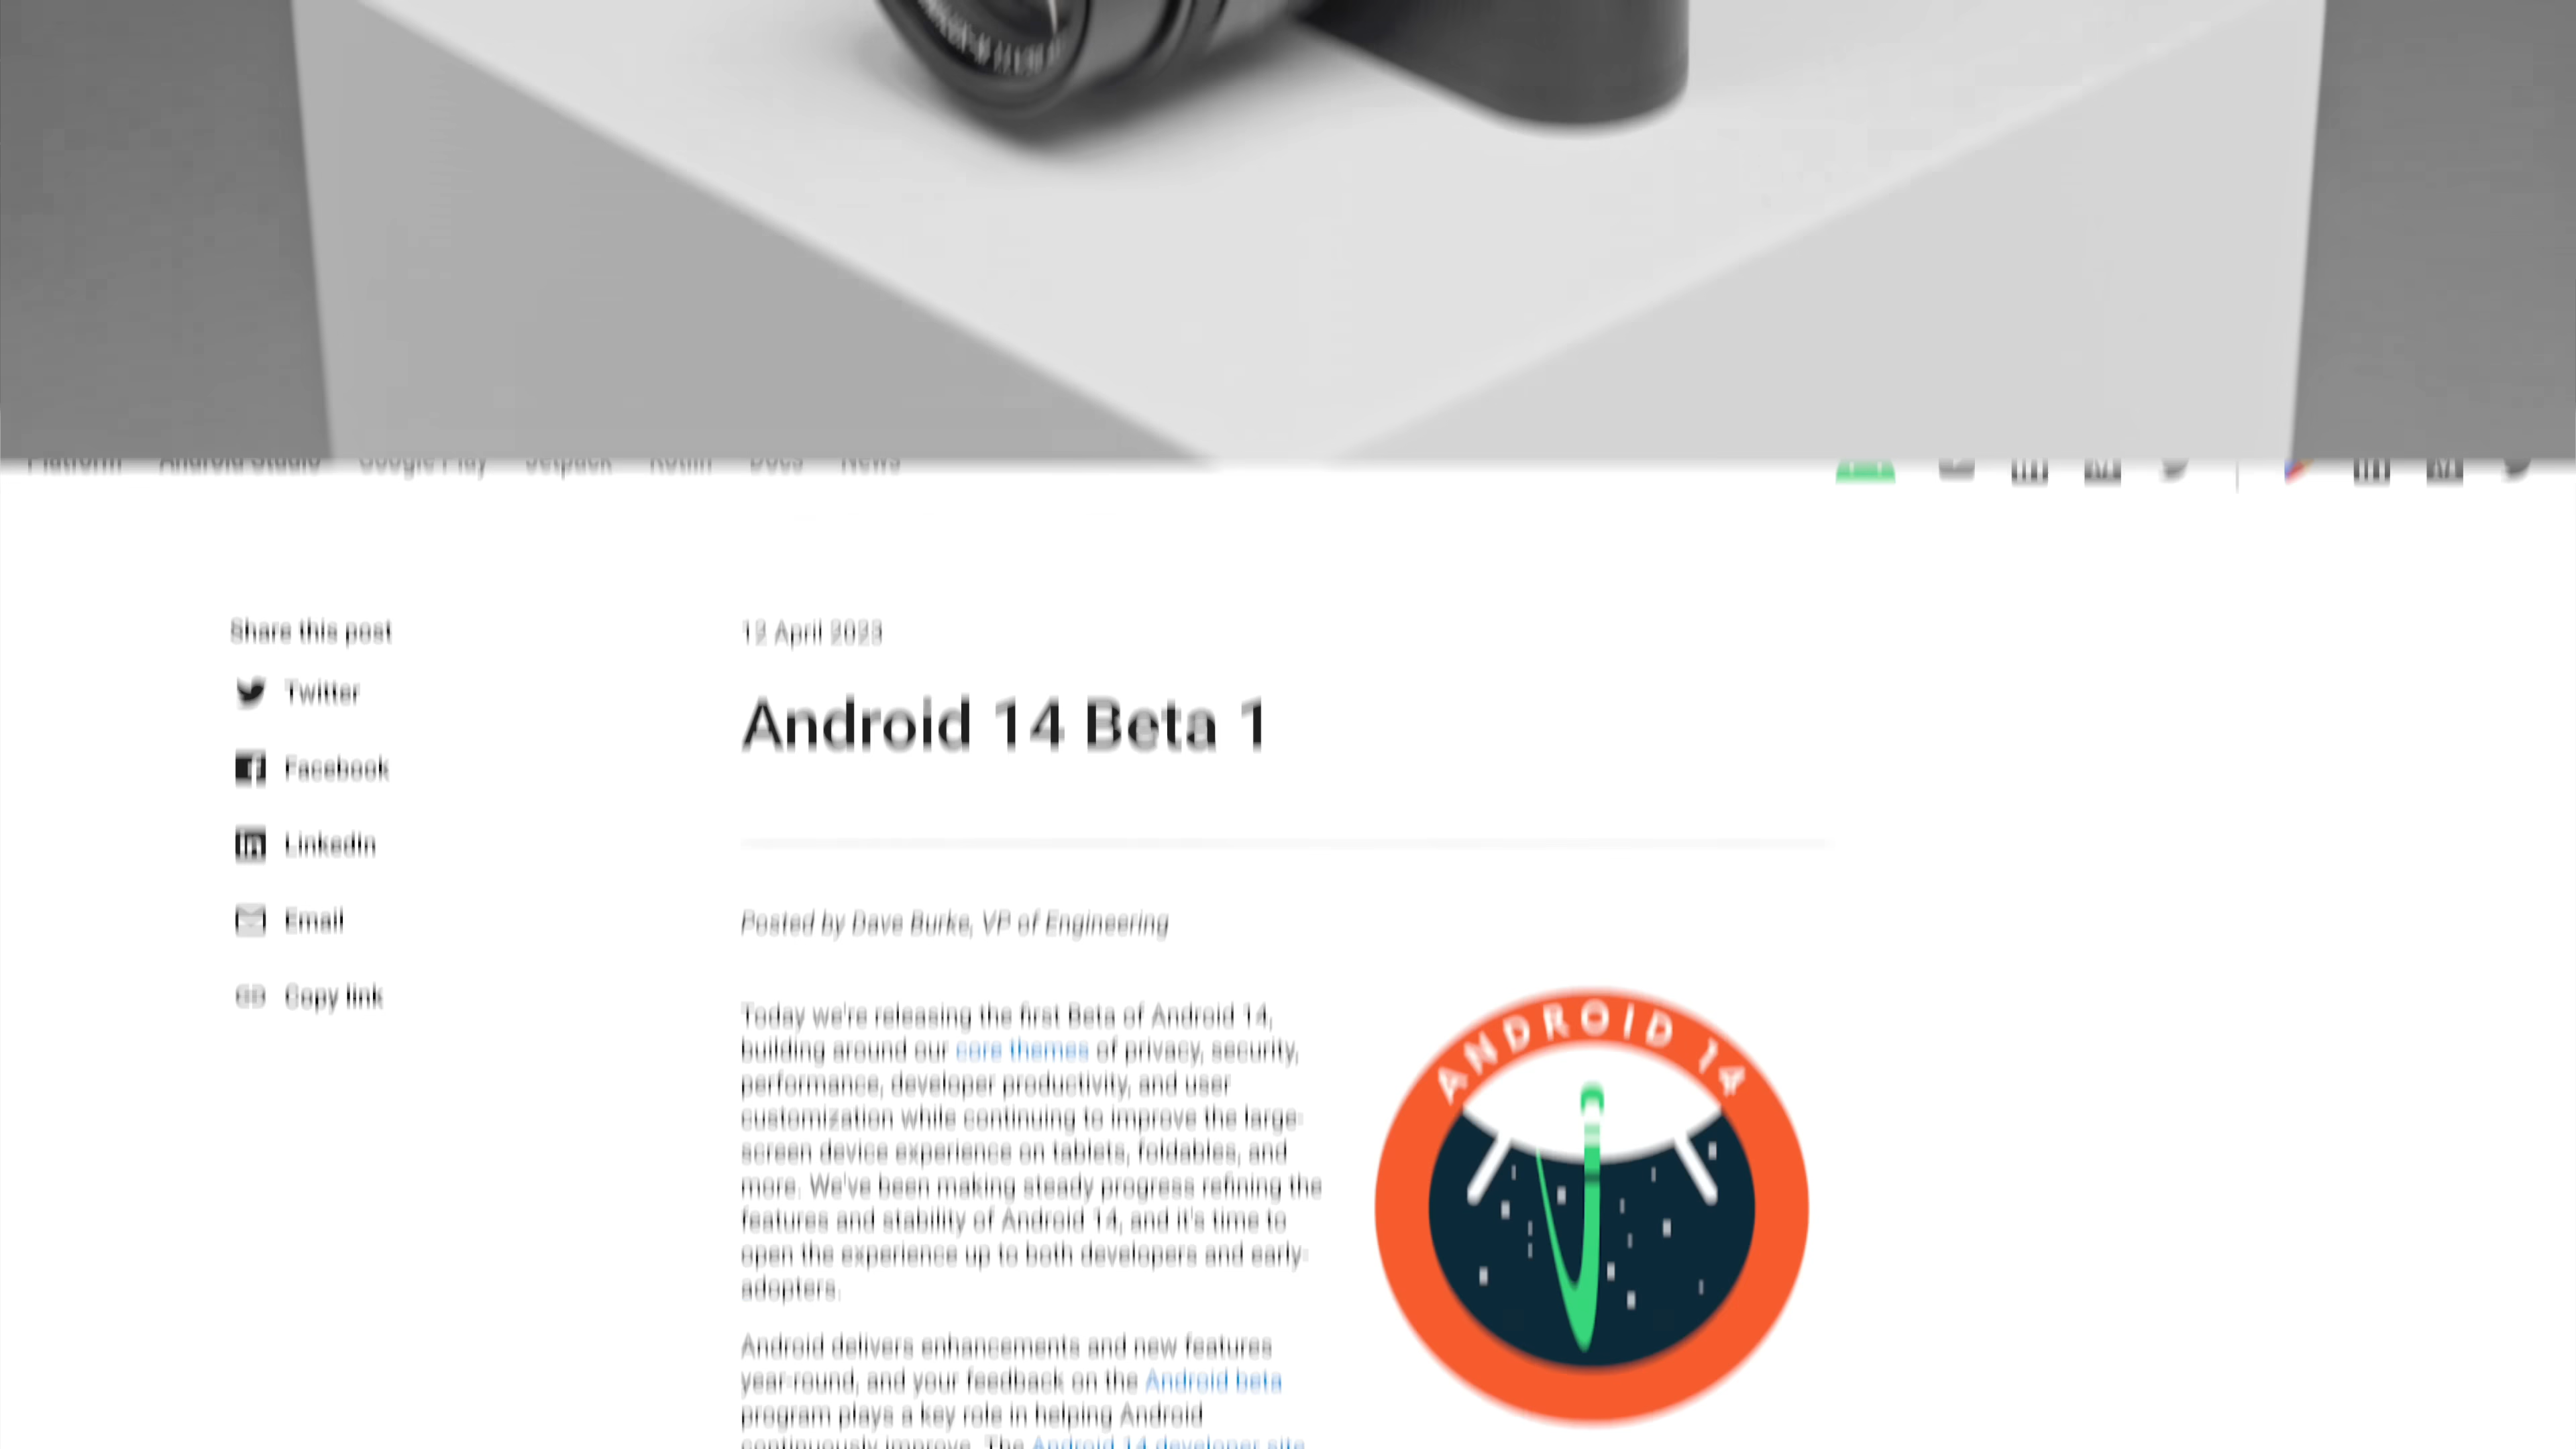 Platform Android Studio Google Play Jetpack Kotlin Docs News
Share this post
Twitter
Facebook
LinkedIn
Email
Copy link
12 April 2023
Android 14 Beta 1
Posted by Dave Burke, VP of Engineering
Today we're releasing the first Beta of Android 14,
building around our core themes of privacy, security,
performance, developer productivity, and user
customization while continuing to improve the large-
screen device experience on tablets, foldables, and
more. We've been making steady progress refining the
features and stability of Android 14, and it's time to
open the experience up to both developers and early-
adopters.
Android delivers enhancements and new features
year-round, and your feedback on the Android beta
program plays a key role in helping Android
continuously improve. The Android 14 developer site
ANDROID 14